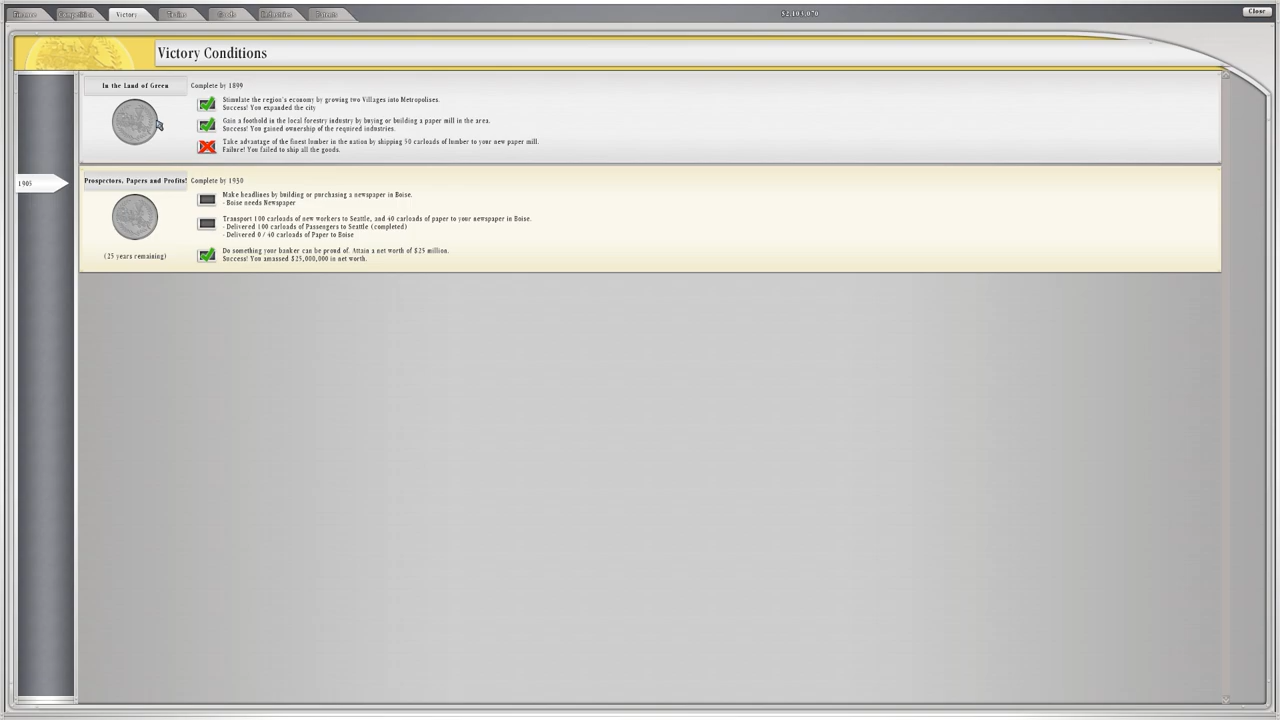 Finance Competition Victory Trains Goods Industries Patents
$2,103,070
Close
Victory Conditions
In the Land of Green
Complete by 1899
Stimulate the region's economy by growing two Villages into Metropolises.
Success! You expanded the city
Gain a foothold in the local forestry industry by buying or building a paper mill in the area.
Success! You gained ownership of the required industries.
Take advantage of the finest lumber in the nation by shipping 50 carloads of lumber to your new paper mill.
Failure! You failed to ship all the goods.
1905
Prospectors, Papers and Profits!
Complete by 1930
Make headlines by building or purchasing a newspaper in Boise.
- Boise needs Newspaper
Transport 100 carloads of new workers to Seattle, and 40 carloads of paper to your newspaper in Boise.
- Delivered 100 carloads of Passengers to Seattle (completed)
- Delivered 0 / 40 carloads of Paper to Boise
(25 years remaining)
Do something your banker can be proud of. Attain a net worth of $25 million.
Success! You amassed $25,000,000 in net worth.